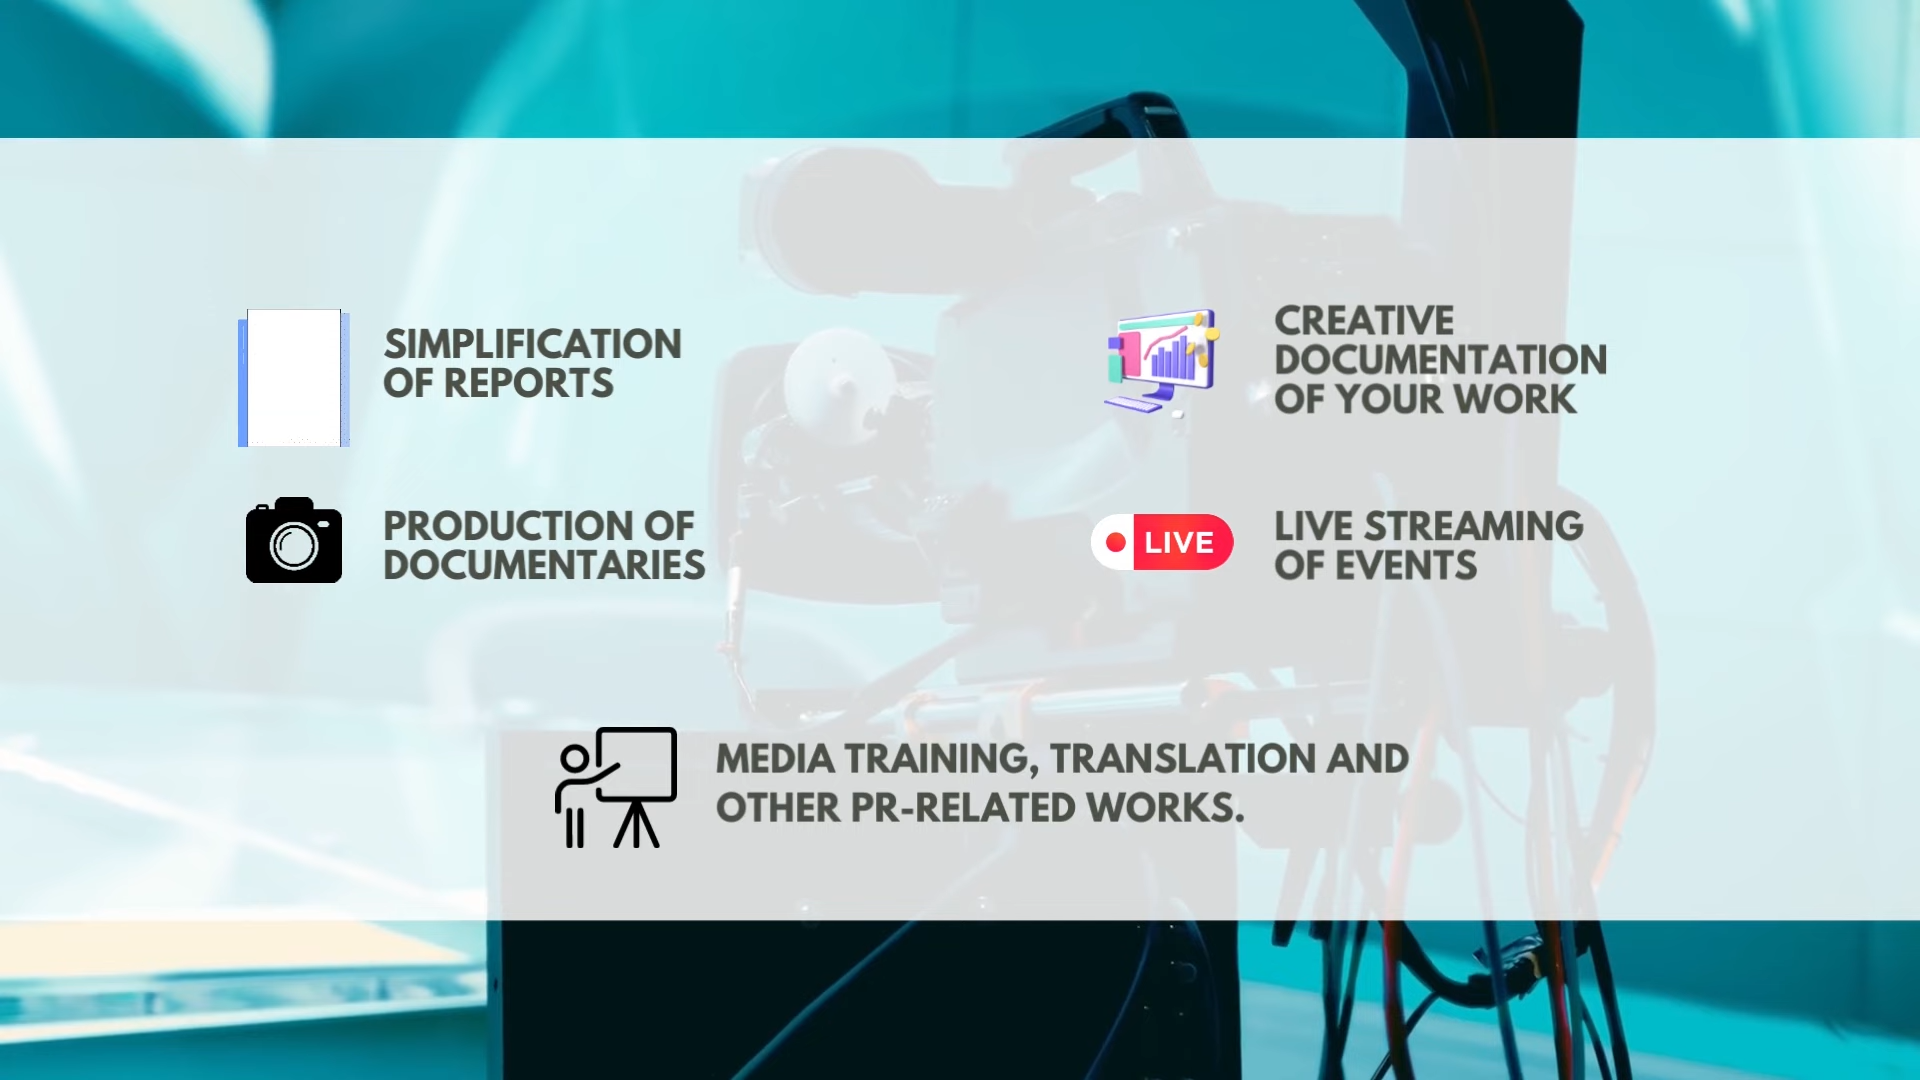 SIMPLIFICATION
OF REPORTS
CREATIVE
DOCUMENTATION
OF YOUR WORK
PRODUCTION OF
DOCUMENTARIES
LIVE
LIVE STREAMING
OF EVENTS
MEDIA TRAINING, TRANSLATION AND
OTHER PR-RELATED WORKS.